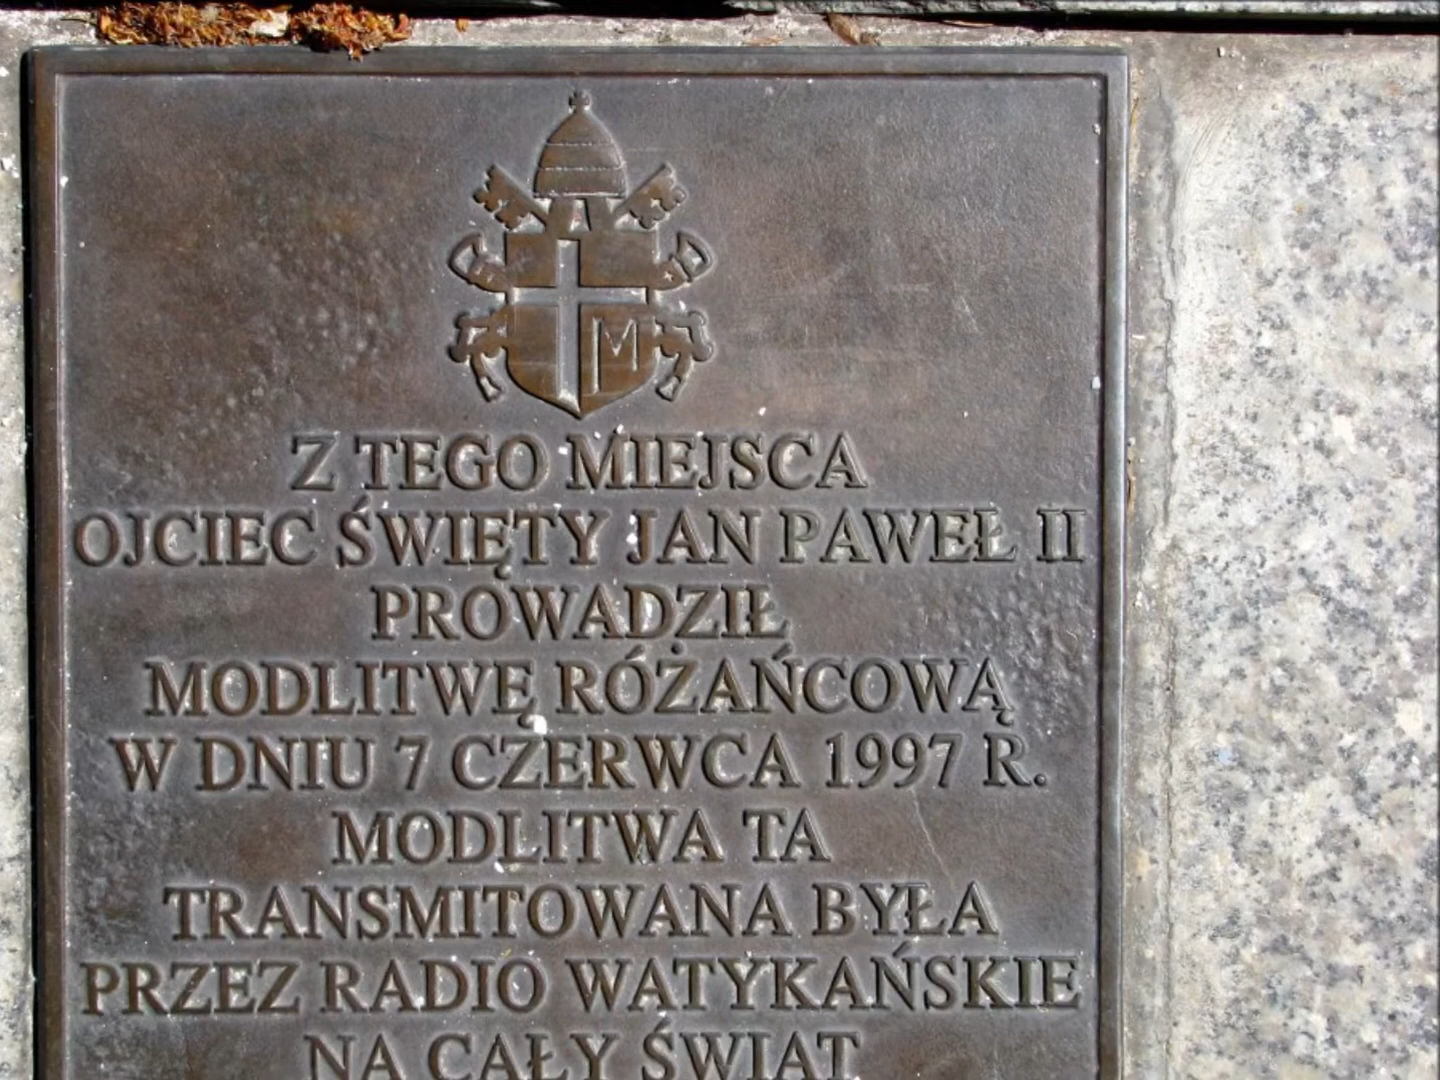 M
Z TEGO MIEJSCA
OJCIEC ŚWIĘTY JAN PAWEŁ II
PROWADZIŁ
MODLITWĘ RÓŻAŃCOWĄ
W DNIU 7 CZERWCA 1997 R.
MODLITWA TA
TRANSMITOWANA BYŁA
PRZEZ RADIO WATYKAŃSKIE
NA CAŁY ŚWIAT